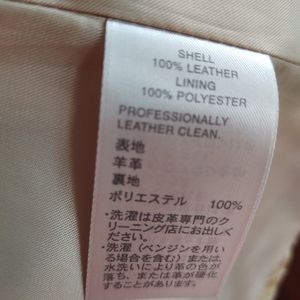 SHELL
100% LEATHER
LINING
100% POLYESTER
PROFESSIONALLY
LEATHER CLEAN.
表地
羊革
裏地
ポリエステル 100%
・洗濯は皮革専門のク
リーニング店にお出しく
ださい。
・洗濯(ベンジンを用い
る場合を含む)または、
水洗いにより革の色が
落ち、または革が硬化
することがあります。